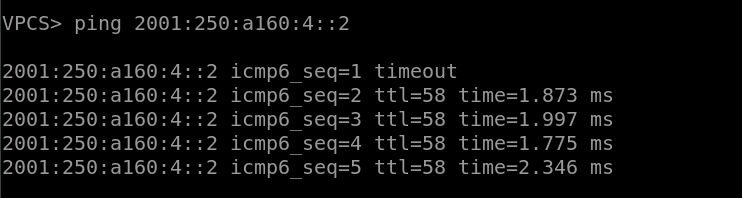 VPCS> ping 2001:250:a160:4::2
2001:250:a160:4::2 icmp6_seq=1 timeout
2001:250:a160:4::2 icmp6_seq=2 ttl=58 time=1.873 ms
2001:250:a160:4::2 icmp6_seq=3 ttl=58 time=1.997 ms
2001:250:a160:4::2 icmp6_seq=4 ttl=58 time=1.775 ms
2001:250:a160:4::2 icmp6_seq=5 ttl=58 time=2.346 ms